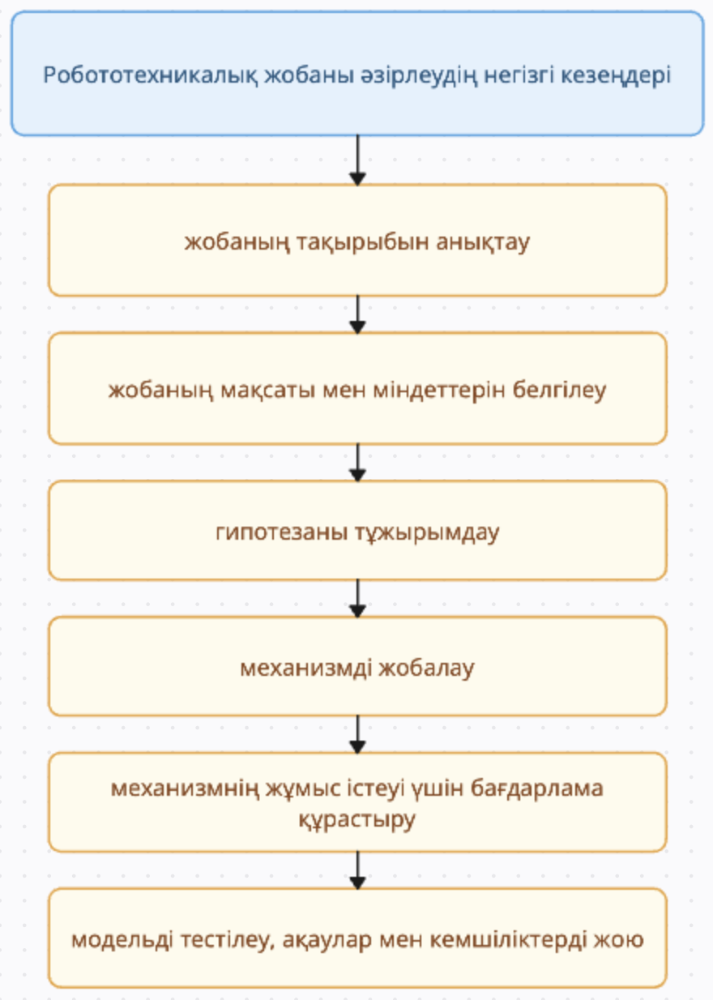 Робототехникалық жобаны әзірлеудің негізгі кезеңдері
жобаның тақырыбын анықтау
жобаның мақсаты мен міндеттерін белгілеу
гипотезаны тұжырымдау
механизмді жобалау
механизмнің жұмыс істеуі үшін бағдарлама
құрастыру
модельді тестілеу, ақаулар мен кемшіліктерді жою